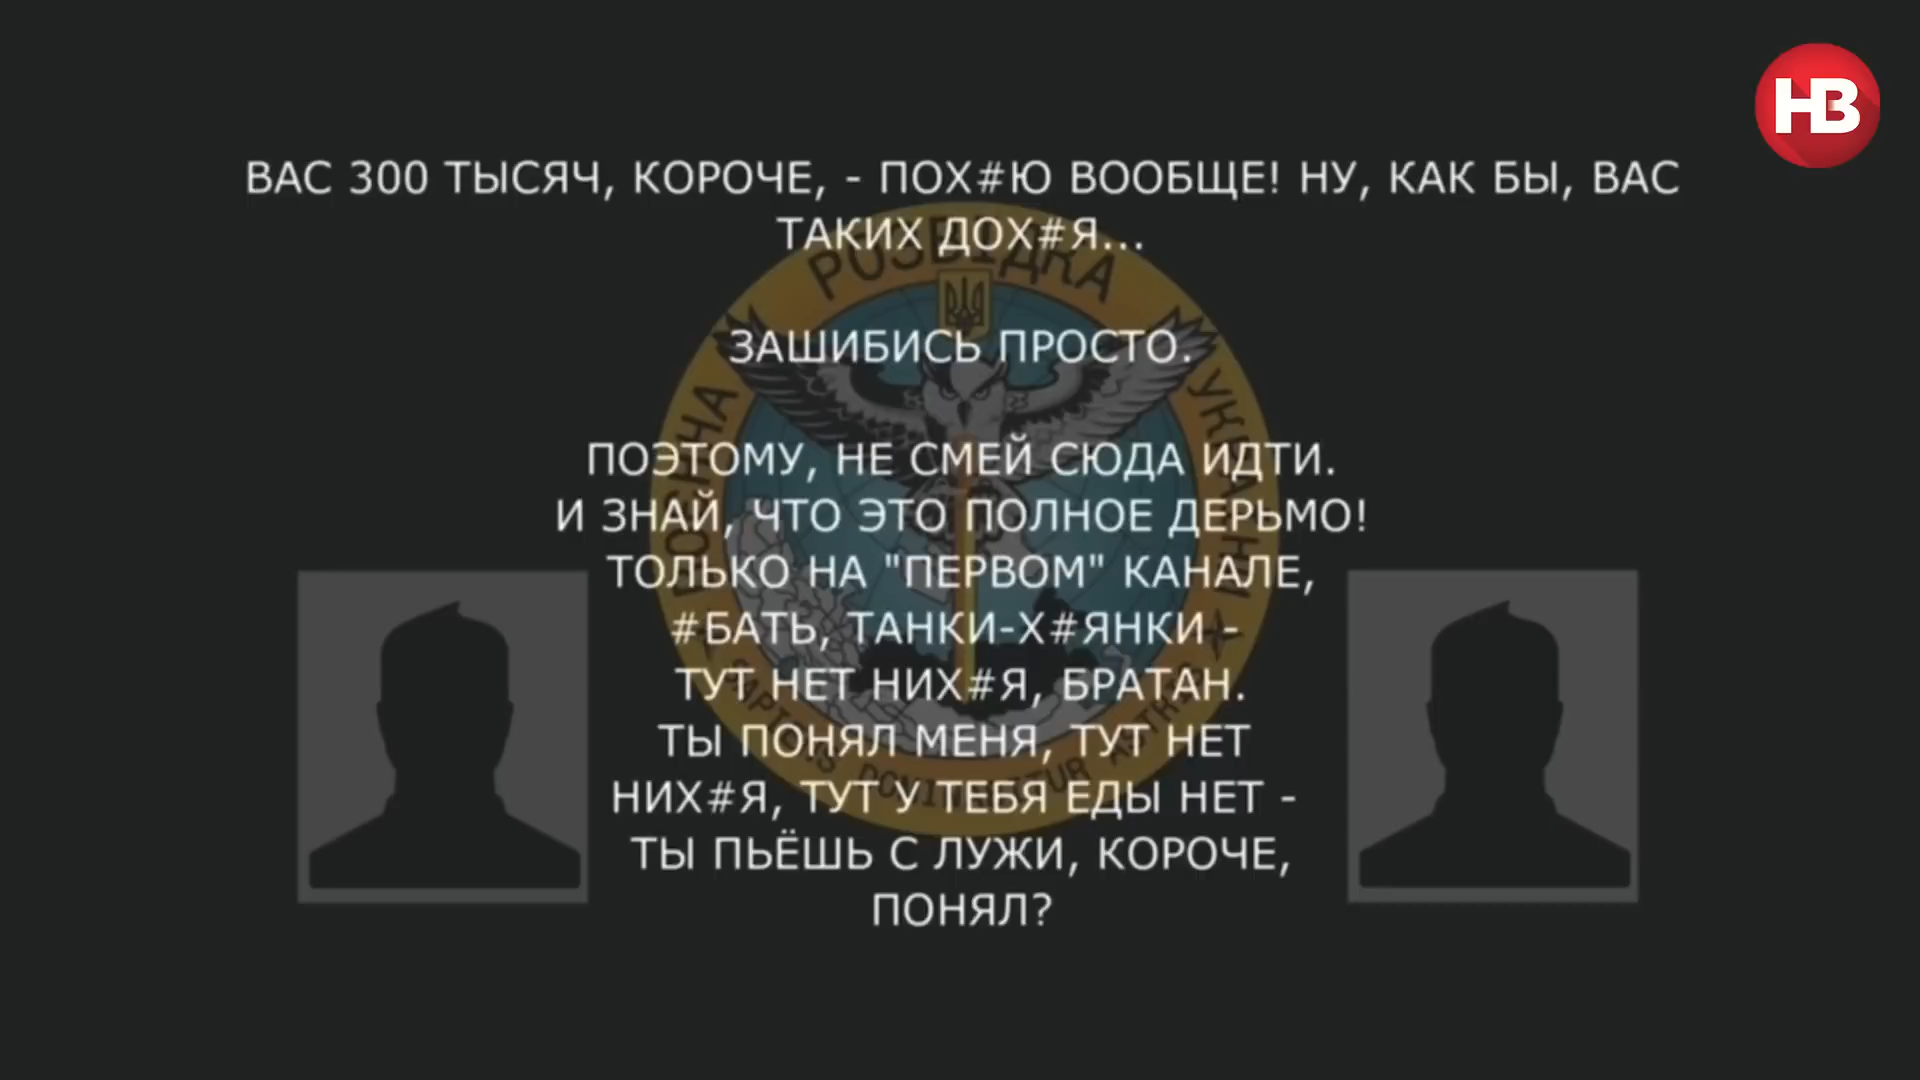 НВ
ВАС 300 ТЫСЯЧ, КОРОЧЕ, - ПОХ#Ю ВООБЩЕ! НУ, КАК БЫ, ВАС
ТАКИХ ДОХ#Я...
ЗАШИБИСЬ ПРОСТО.
ПОЭТОМУ, НЕ СМЕЙ СЮДА ИДТИ.
И ЗНАЙ, ЧТО ЭТО ПОЛНОЕ ДЕРЬМО!
ТОЛЬКО НА "ПЕРВОМ" КАНАЛЕ,
#БАТЬ, ТАНКИ-Х#ЯНКИ -
ТУТ НЕТ НИХ#Я, БРАТАН.
ТЫ ПОНЯЛ МЕНЯ, ТУТ НЕТ
НИХ#Я, ТУТ У ТЕБЯ ЕДЫ НЕТ -
ТЫ ПЬЁШЬ С ЛУЖИ, КОРОЧЕ,
ПОНЯЛ?
РОЗВІДКА